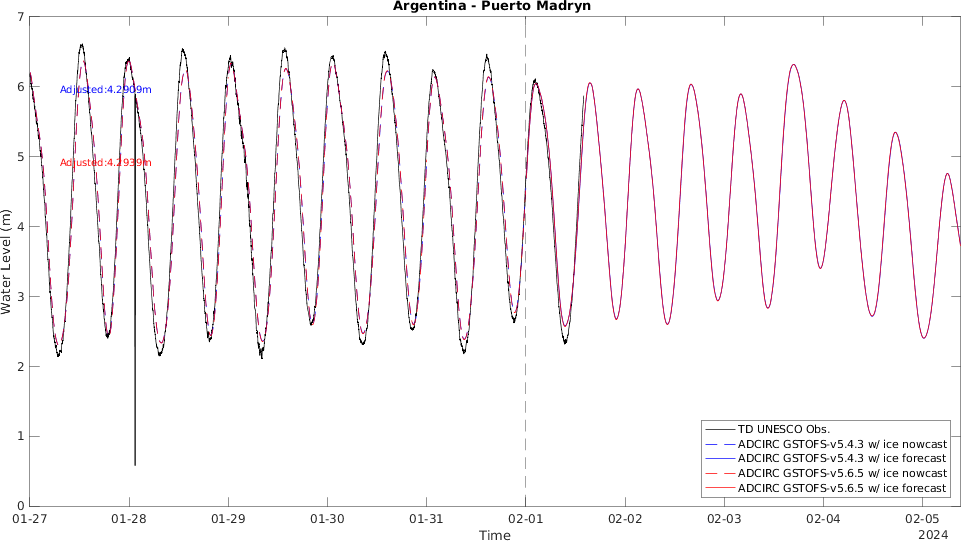 Argentina - Puerto Madryn
7
6
5
4
3
2
1
0
Water Level (m)
Adjusted:4.2909m
Adjusted:4.2939m
TD UNESCO Obs.
ADCIRC GSTOFS-v5.4.3 w/ ice nowcast
ADCIRC GSTOFS-v5.4.3 w/ ice forecast
ADCIRC GSTOFS-v5.6.5 w/ ice nowcast
ADCIRC GSTOFS-v5.6.5 w/ ice forecast
01-27 01-28 01-29 01-30 01-31 02-01 02-02 02-03 02-04 02-05
Time
2024